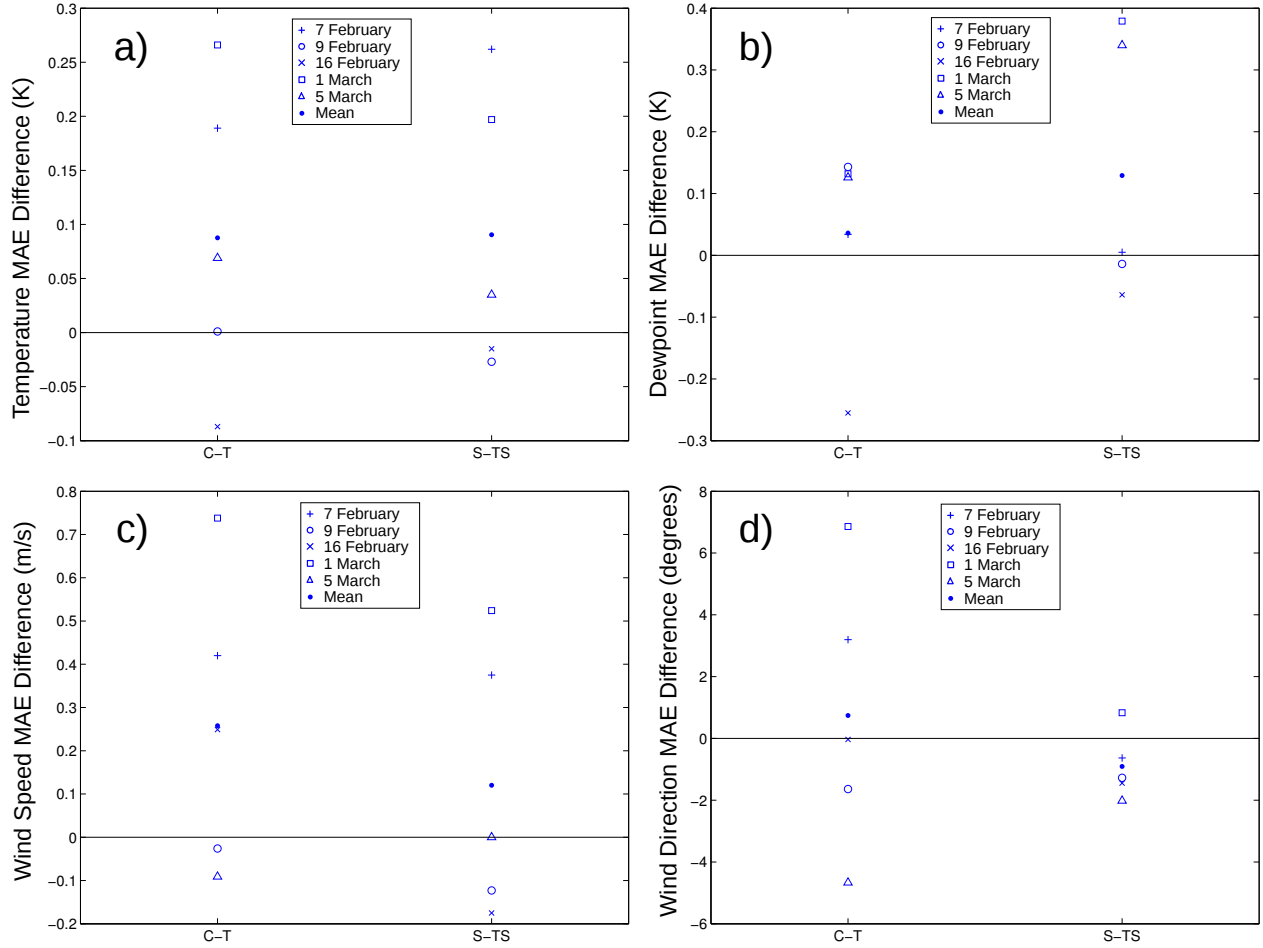 a)
Temperature MAE Difference (K)
0.3
0.25
0.2
0.15
0.1
0.05
0
−0.05
−0.1
7 February
9 February
16 February
1 March
5 March
Mean
C−T
S−TS
b)
Dewpoint MAE Difference (K)
0.4
0.3
0.2
0.1
0
−0.1
−0.2
−0.3
7 February
9 February
16 February
1 March
5 March
Mean
C−T
S−TS
c)
Wind Speed MAE Difference (m/s)
0.8
0.7
0.6
0.5
0.4
0.3
0.2
0.1
0
−0.1
−0.2
7 February
9 February
16 February
1 March
5 March
Mean
C−T
S−TS
d)
Wind Direction MAE Difference (degrees)
8
6
4
2
0
−2
−4
−6
7 February
9 February
16 February
1 March
5 March
Mean
C−T
S−TS